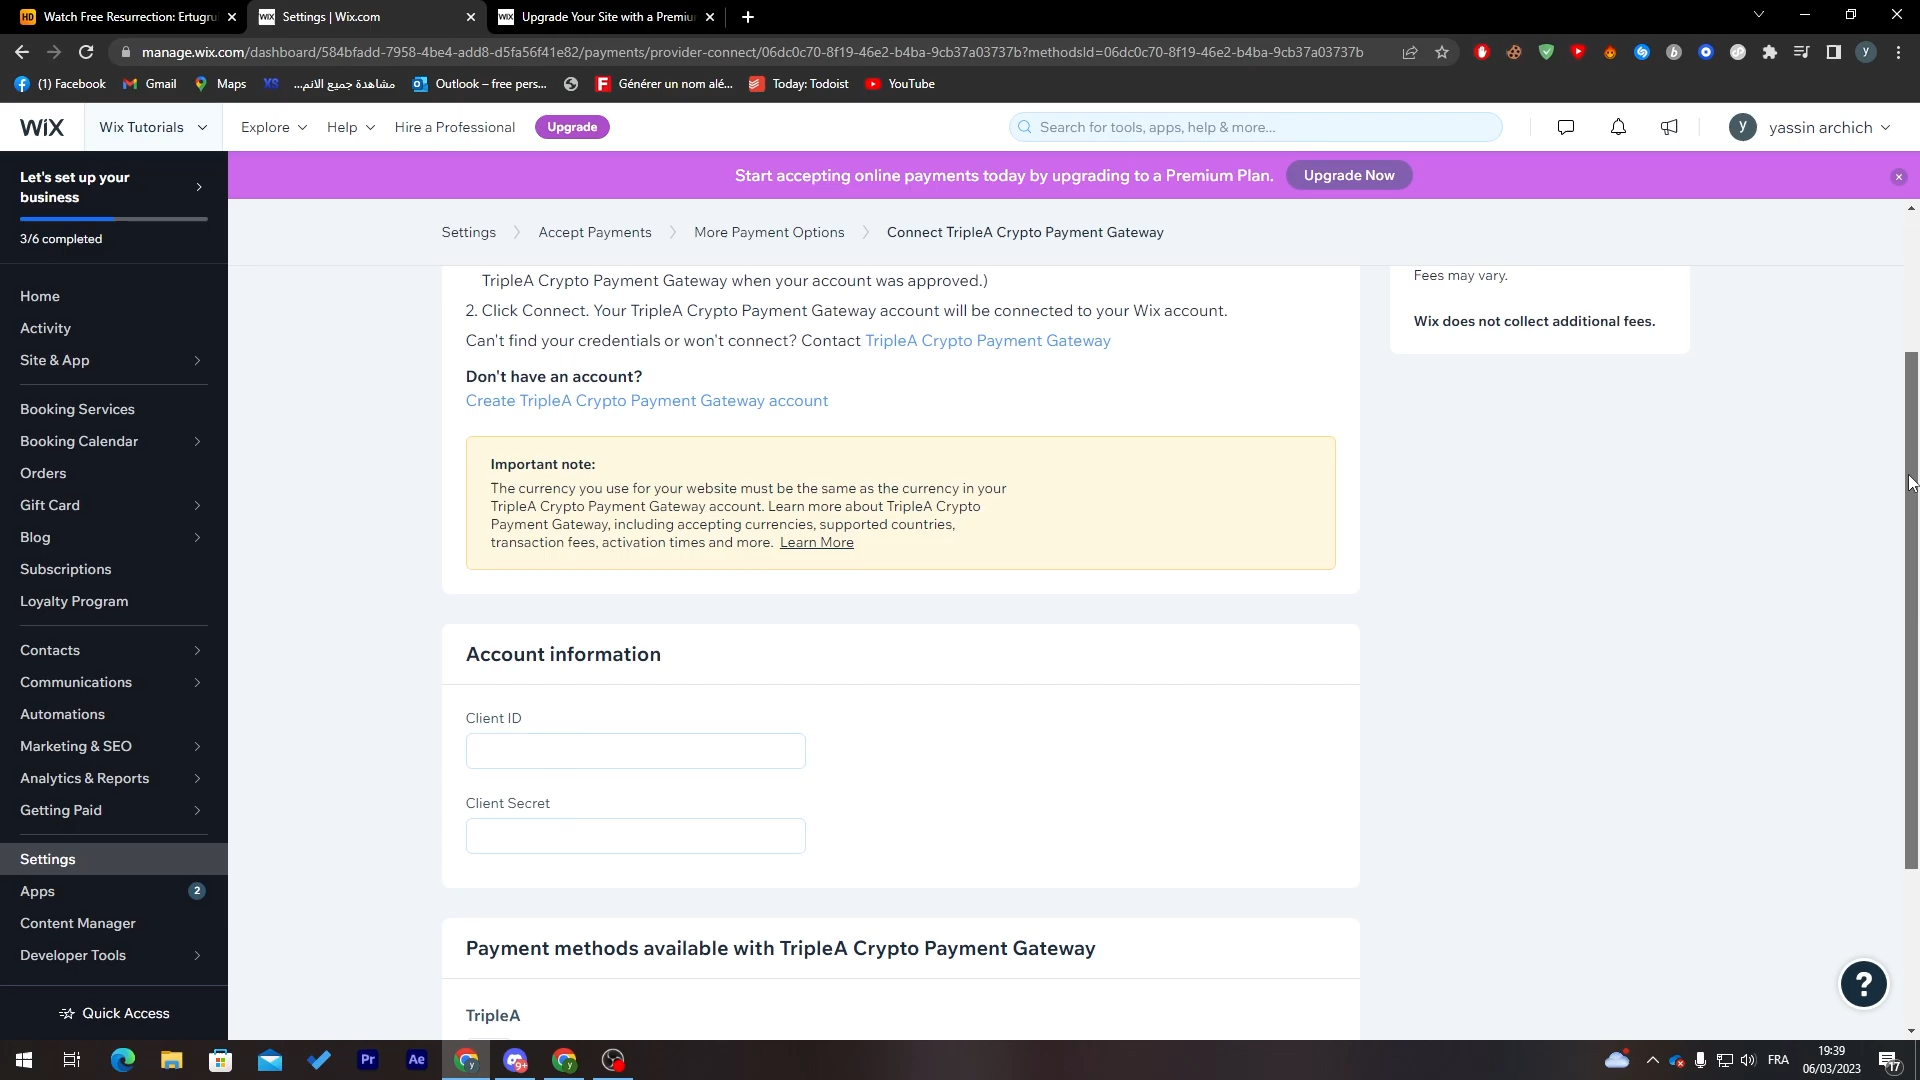 Watch Free Resurrection: Ertugru
Settings | Wix.com
Upgrade Your Site with a Premiu
manage.wix.com/dashboard/584bfadd-7958-4be4-add8-d5fa56f41e82/payments/provider-connect/06dc0c70-8f19-46e2-b4ba-9cb37a03737b?methodsId=06dc0c70-8f19-46e2-b4ba-9cb37a03737b
(1) Facebook
Gmail
Maps
XS
مشاهدة جميع الانم...
Outlook – free pers...
Générer un nom alé...
Today: Todoist
YouTube
WIX
Wix Tutorials
Explore
Help
Hire a Professional
Upgrade
Search for tools, apps, help & more...
y
yassin archich
Let's set up your
business
3/6 completed
Start accepting online payments today by upgrading to a Premium Plan.
Upgrade Now
Settings
Accept Payments
More Payment Options
Connect TripleA Crypto Payment Gateway
Home
Activity
Site & App
Booking Services
Booking Calendar
Orders
Gift Card
Blog
Subscriptions
Loyalty Program
Contacts
Communications
Automations
Marketing & SEO
Analytics & Reports
Getting Paid
Settings
Apps
2
Content Manager
Developer Tools
Quick Access
TripleA Crypto Payment Gateway when your account was approved.)
2. Click Connect. Your TripleA Crypto Payment Gateway account will be connected to your Wix account.
Can't find your credentials or won't connect? Contact TripleA Crypto Payment Gateway
Don't have an account?
Create TripleA Crypto Payment Gateway account
Important note:
The currency you use for your website must be the same as the currency in your
TripleA Crypto Payment Gateway account. Learn more about TripleA Crypto
Payment Gateway, including accepting currencies, supported countries,
transaction fees, activation times and more. Learn More
Account information
Client ID
Client Secret
Payment methods available with TripleA Crypto Payment Gateway
TripleA
Fees may vary.
Wix does not collect additional fees.
?
Pr
Ae
FRA
19:39
06/03/2023
17